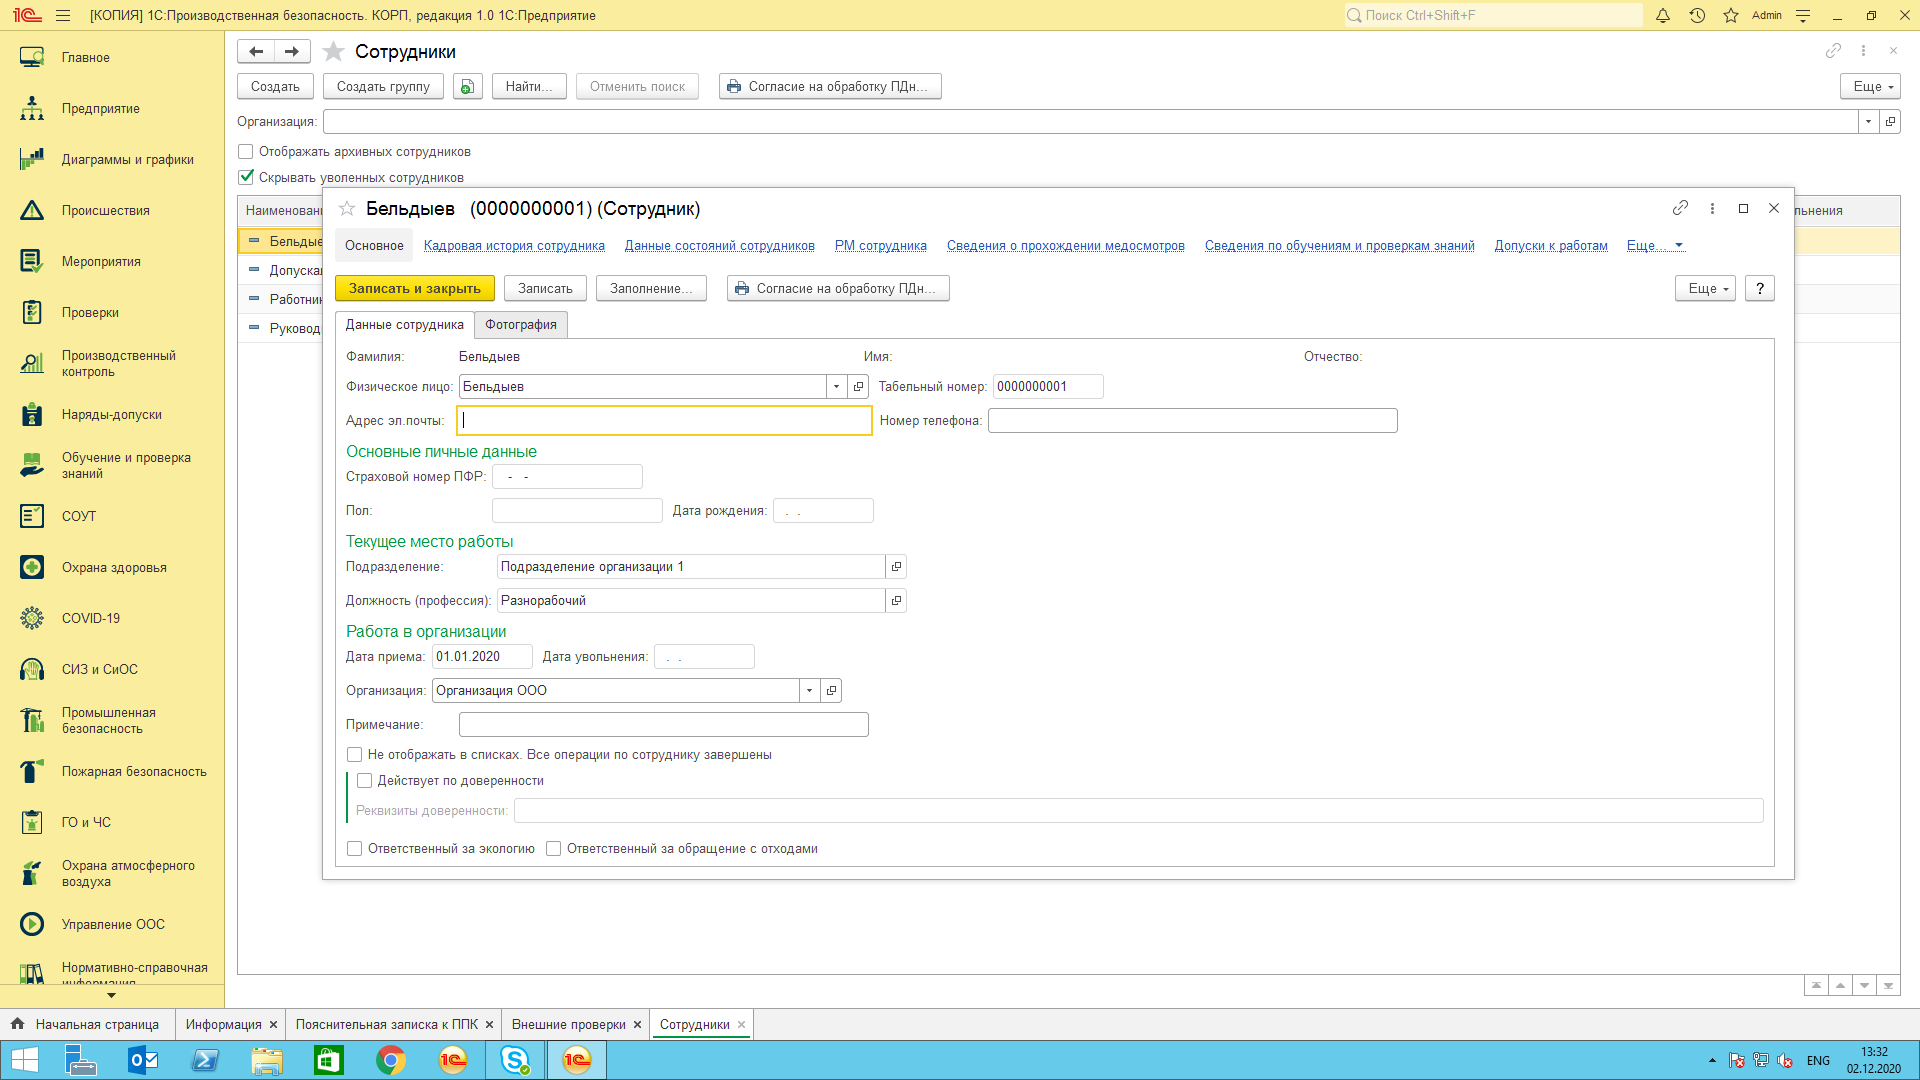 [КОПИЯ] 1С:Производственная безопасность. КОРП, редакция 1.0 1С:Предприятие
Поиск Ctrl+Shift+F
Admin
Главное
Предприятие
Диаграммы и графики
Происшествия
Мероприятия
Проверки
Производственный
контроль
Наряды-допуски
Обучение и проверка
знаний
СОУТ
Охрана здоровья
COVID-19
СИЗ и СиОС
Промышленная
безопасность
Пожарная безопасность
ГО и ЧС
Охрана атмосферного
воздуха
Управление ООС
Нормативно-справочная
информация
Сотрудники
Создать Создать группу Найти... Отменить поиск Согласие на обработку ПДн... Еще
Организация:
Отображать архивных сотрудников
Скрывать уволенных сотрудников
Наименовани
льнения
Бельдые
Допуска
Работни
Руковод
Бельдыев (0000000001) (Сотрудник)
Основное Кадровая история сотрудника Данные состояний сотрудников РМ сотрудника Сведения о прохождении медосмотров Сведения по обучениям и проверкам знаний Допуски к работам Еще...
Записать и закрыть Записать Заполнение... Согласие на обработку ПДн... Еще ?
Данные сотрудника Фотография
Фамилия: Бельдыев Имя: Отчество:
Физическое лицо: Бельдыев Табельный номер: 0000000001
Адрес эл.почты: Номер телефона:
Основные личные данные
Страховой номер ПФР: - -
Пол: Дата рождения: . .
Текущее место работы
Подразделение: Подразделение организации 1
Должность (профессия): Разнорабочий
Работа в организации
Дата приема: 01.01.2020 Дата увольнения: . .
Организация: Организация ООО
Примечание:
Не отображать в списках. Все операции по сотруднику завершены
Действует по доверенности
Реквизиты доверенности:
Ответственный за экологию Ответственный за обращение с отходами
Начальная страница Информация Пояснительная записка к ППК Внешние проверки Сотрудники
ENG
13:32
02.12.2020